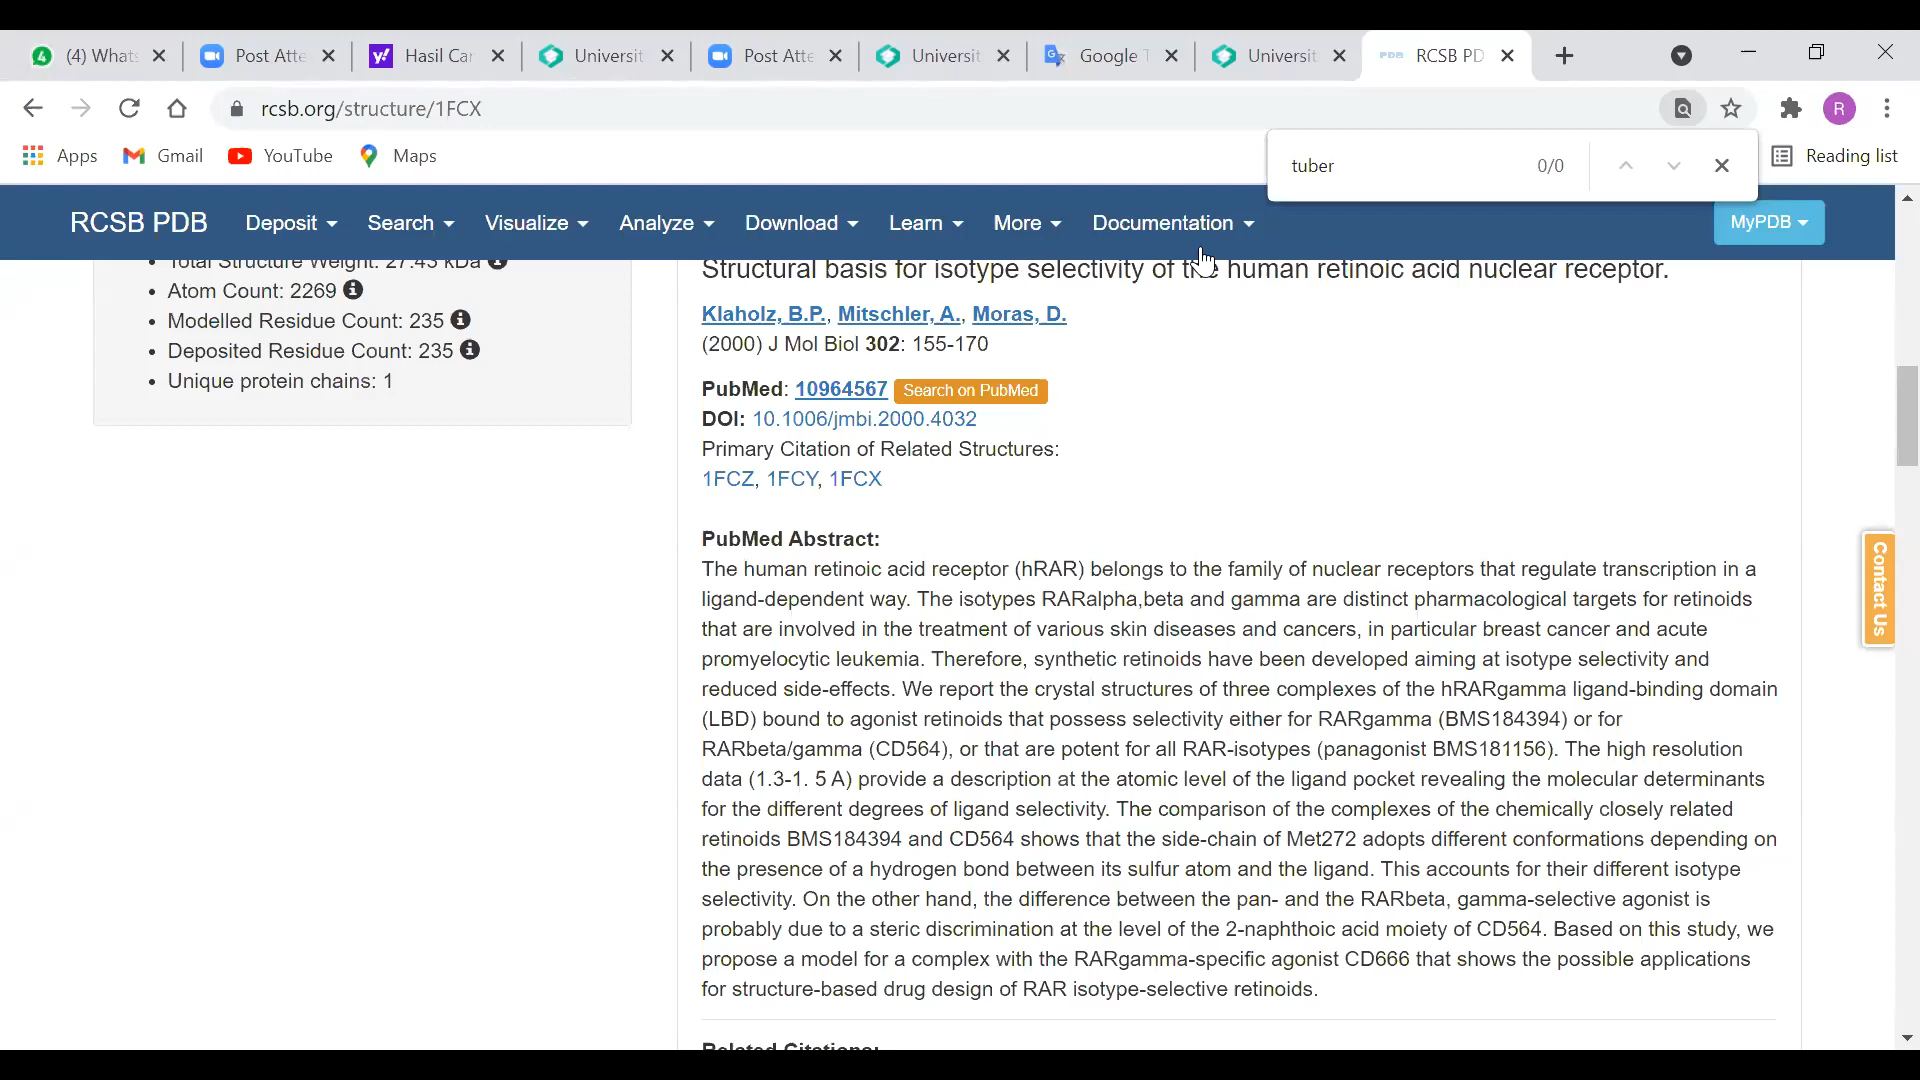 (4) Whats
Post Atte
Hasil Car
Universit
Post Atte
Universit
Google T
Universit
RCSB PD
rcsb.org/structure/1FCX
R
Apps
Gmail
YouTube
Maps
tuber
0/0
Reading list
RCSB PDB
Deposit
Search
Visualize
Analyze
Download
Learn
More
Documentation
MyPDB
Total Structure Weight: 27.43 kDa
Atom Count: 2269
Modelled Residue Count: 235
Deposited Residue Count: 235
Unique protein chains: 1
Structural basis for isotype selectivity of the human retinoic acid nuclear receptor.
Klaholz, B.P., Mitschler, A., Moras, D.
(2000) J Mol Biol 302: 155-170
PubMed: 10964567 Search on PubMed
DOI: 10.1006/jmbi.2000.4032
Primary Citation of Related Structures:
1FCZ, 1FCY, 1FCX
PubMed Abstract:
The human retinoic acid receptor (hRAR) belongs to the family of nuclear receptors that regulate transcription in a
ligand-dependent way. The isotypes RARalpha,beta and gamma are distinct pharmacological targets for retinoids
that are involved in the treatment of various skin diseases and cancers, in particular breast cancer and acute
promyelocytic leukemia. Therefore, synthetic retinoids have been developed aiming at isotype selectivity and
reduced side-effects. We report the crystal structures of three complexes of the hRARgamma ligand-binding domain
(LBD) bound to agonist retinoids that possess selectivity either for RARgamma (BMS184394) or for
RARbeta/gamma (CD564), or that are potent for all RAR-isotypes (panagonist BMS181156). The high resolution
data (1.3-1. 5 A) provide a description at the atomic level of the ligand pocket revealing the molecular determinants
for the different degrees of ligand selectivity. The comparison of the complexes of the chemically closely related
retinoids BMS184394 and CD564 shows that the side-chain of Met272 adopts different conformations depending on
the presence of a hydrogen bond between its sulfur atom and the ligand. This accounts for their different isotype
selectivity. On the other hand, the difference between the pan- and the RARbeta, gamma-selective agonist is
probably due to a steric discrimination at the level of the 2-naphthoic acid moiety of CD564. Based on this study, we
propose a model for a complex with the RARgamma-specific agonist CD666 that shows the possible applications
for structure-based drug design of RAR isotype-selective retinoids.
Related Citations:
Contact Us